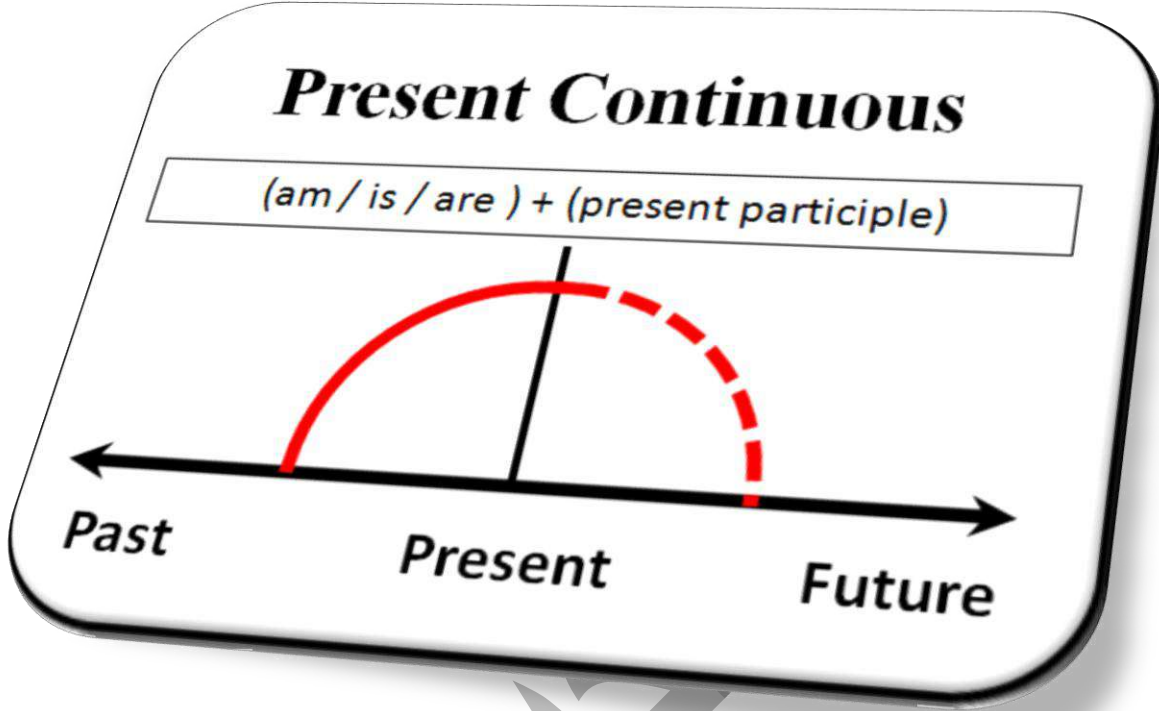 Present Continuous
(am / is / are ) + (present participle)
Past
Present
Future